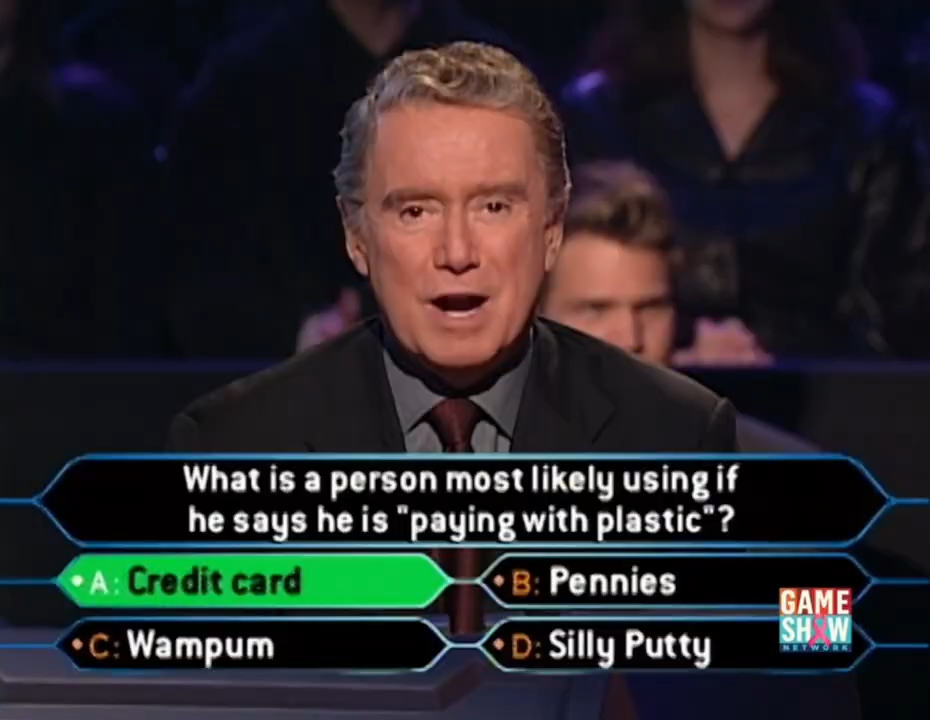 What is a person most likely using if
he says he is "paying with plastic"?
A: Credit card
B: Pennies
C: Wampum
D: Silly Putty
GAME
SHOW
NETWORK